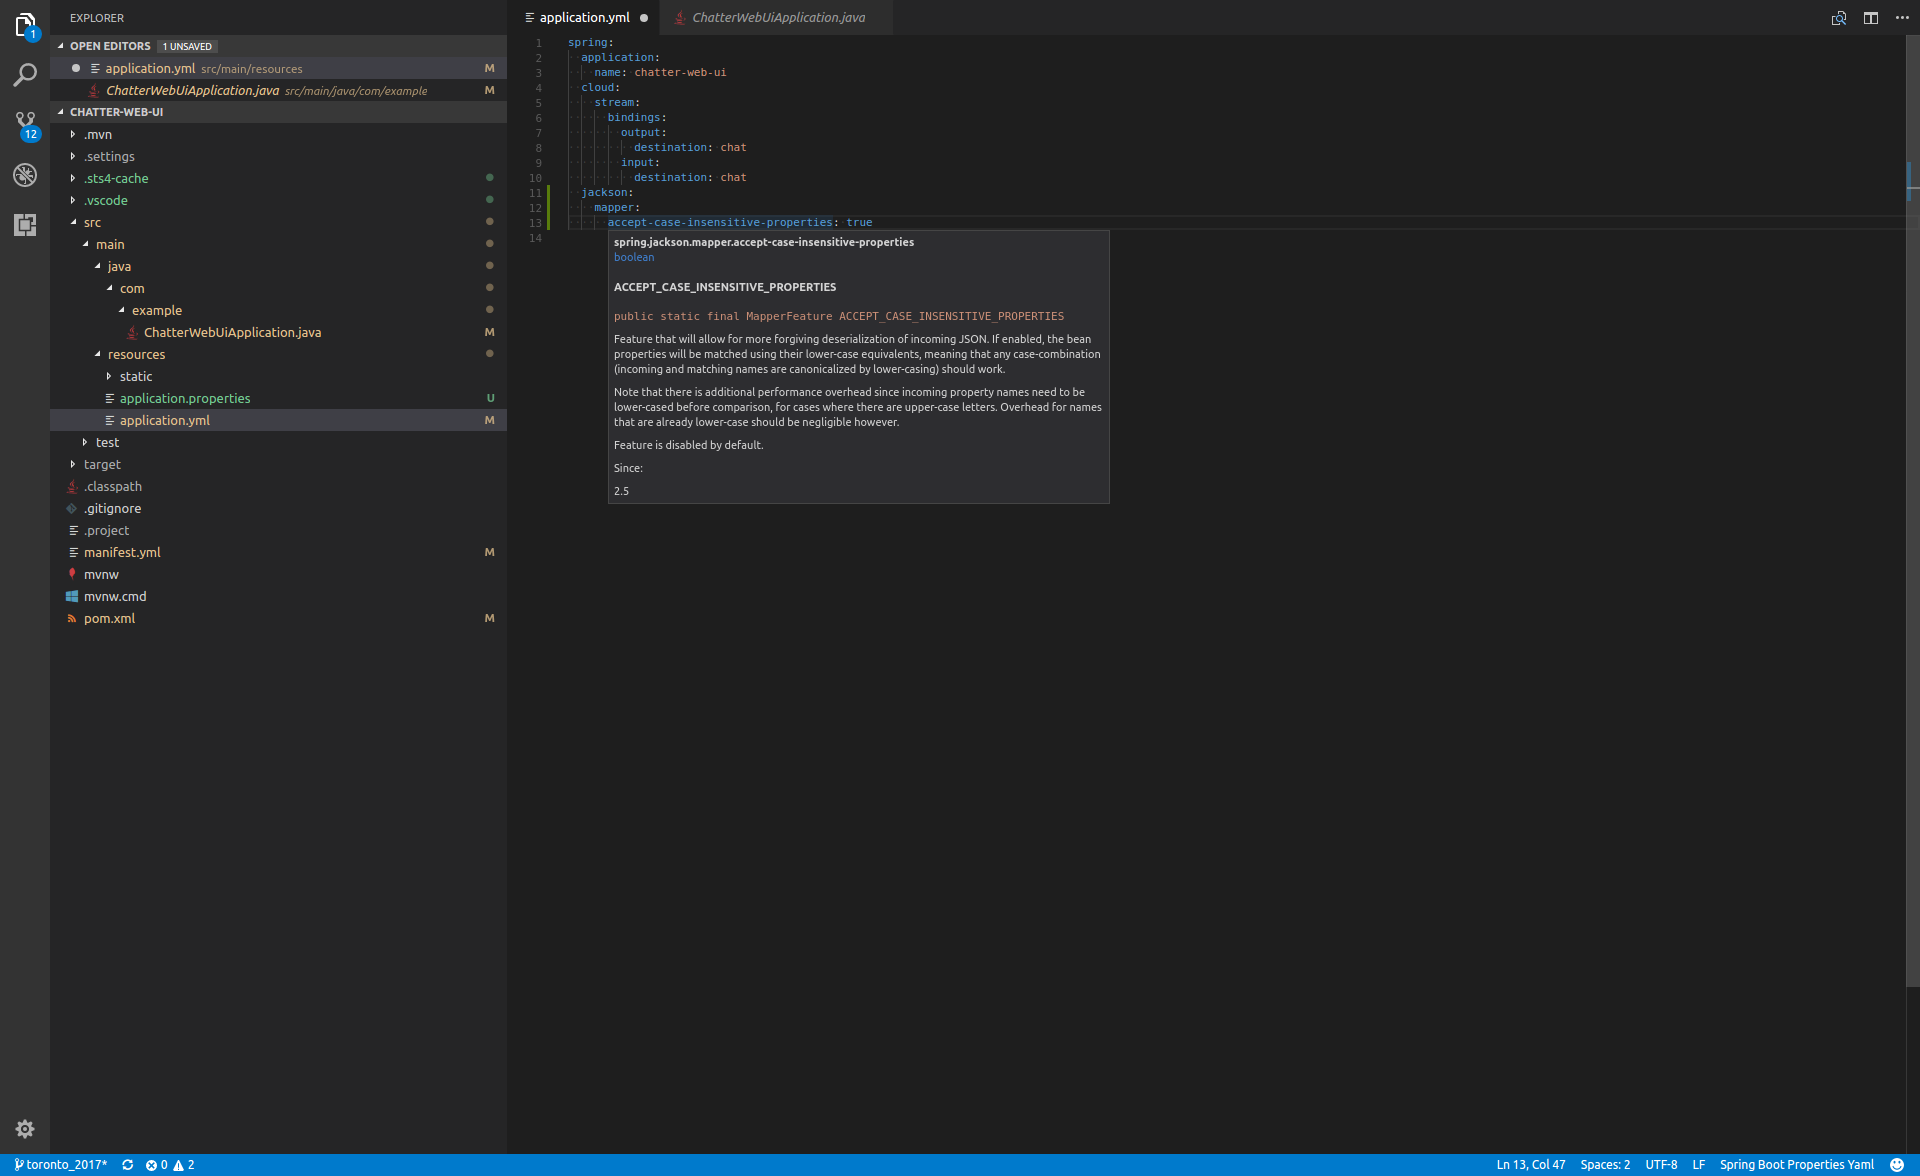 EXPLORER
OPEN EDITORS 1 UNSAVED
application.yml src/main/resources M
ChatterWebUiApplication.java src/main/java/com/example M
CHATTER-WEB-UI
.mvn
.settings
.sts4-cache
.vscode
src
main
java
com
example
ChatterWebUiApplication.java M
resources
static
application.properties U
application.yml M
test
target
.classpath
.gitignore
.project
manifest.yml M
mvnw
mvnw.cmd
pom.xml M
1
12
application.yml
ChatterWebUiApplication.java
1 spring:
2 application:
3 name: chatter-web-ui
4 cloud:
5 stream:
6 bindings:
7 output:
8 destination: chat
9 input:
10 destination: chat
11 jackson:
12 mapper:
13 accept-case-insensitive-properties: true
14
spring.jackson.mapper.accept-case-insensitive-properties
boolean
ACCEPT_CASE_INSENSITIVE_PROPERTIES
public static final MapperFeature ACCEPT_CASE_INSENSITIVE_PROPERTIES
Feature that will allow for more forgiving deserialization of incoming JSON. If enabled, the bean
properties will be matched using their lower-case equivalents, meaning that any case-combination
(incoming and matching names are canonicalized by lower-casing) should work.
Note that there is additional performance overhead since incoming property names need to be
lower-cased before comparison, for cases where there are upper-case letters. Overhead for names
that are already lower-case should be negligible however.
Feature is disabled by default.
Since:
2.5
toronto_2017* 0 2
Ln 13, Col 47 Spaces: 2 UTF-8 LF Spring Boot Properties Yaml